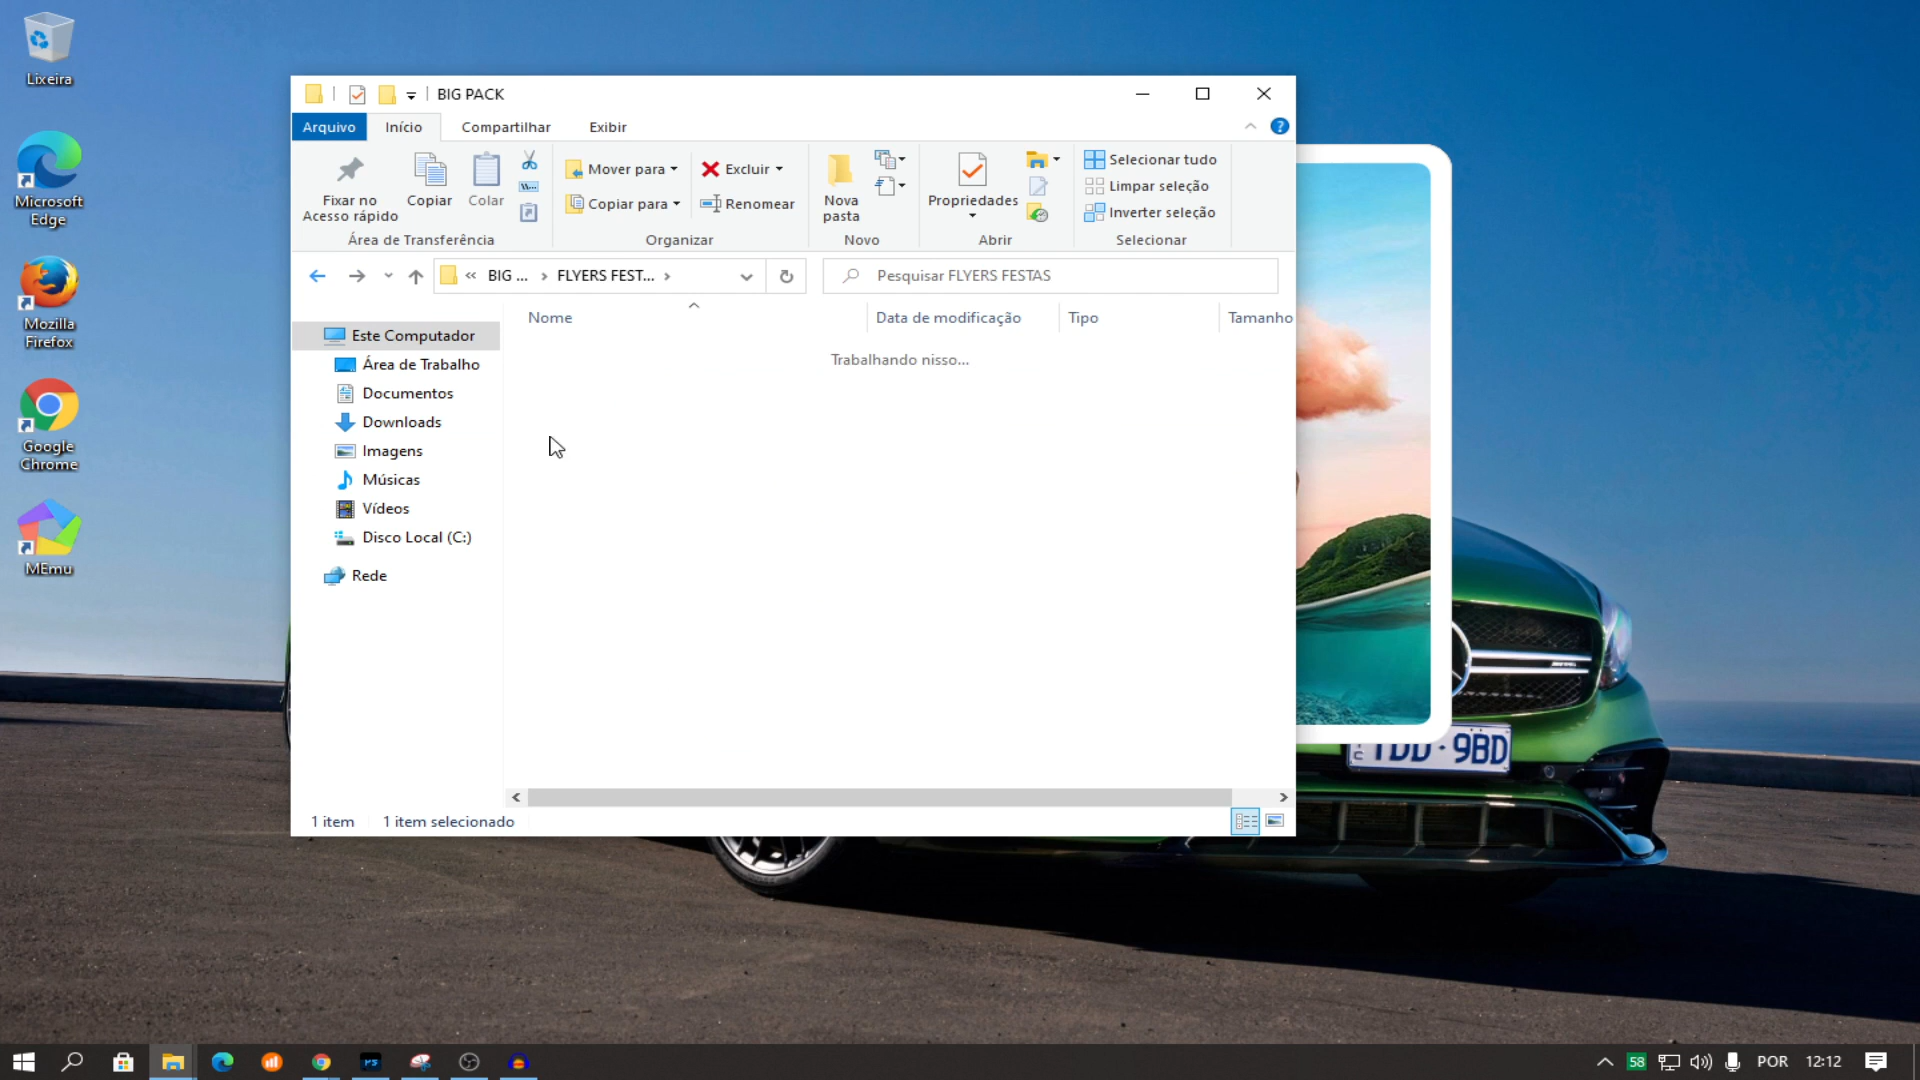 Lixeira
Microsoft
Edge
Mozilla
Firefox
Google
Chrome
MEmu
BIG PACK
Arquivo
Início
Compartilhar
Exibir
Fixar no
Acesso rápido
Copiar
Colar
Área de Transferência
Mover para
Copiar para
Excluir
Renomear
Organizar
Nova
pasta
Novo
Propriedades
Abrir
Selecionar tudo
Limpar seleção
Inverter seleção
Selecionar
« BIG ... › FLYERS FEST... ›
Pesquisar FLYERS FESTAS
Nome
Data de modificação
Tipo
Tamanho
Trabalhando nisso...
Este Computador
Área de Trabalho
Documentos
Downloads
Imagens
Músicas
Vídeos
Disco Local (C:)
Rede
1 item
1 item selecionado
9BD
58
POR
12:12